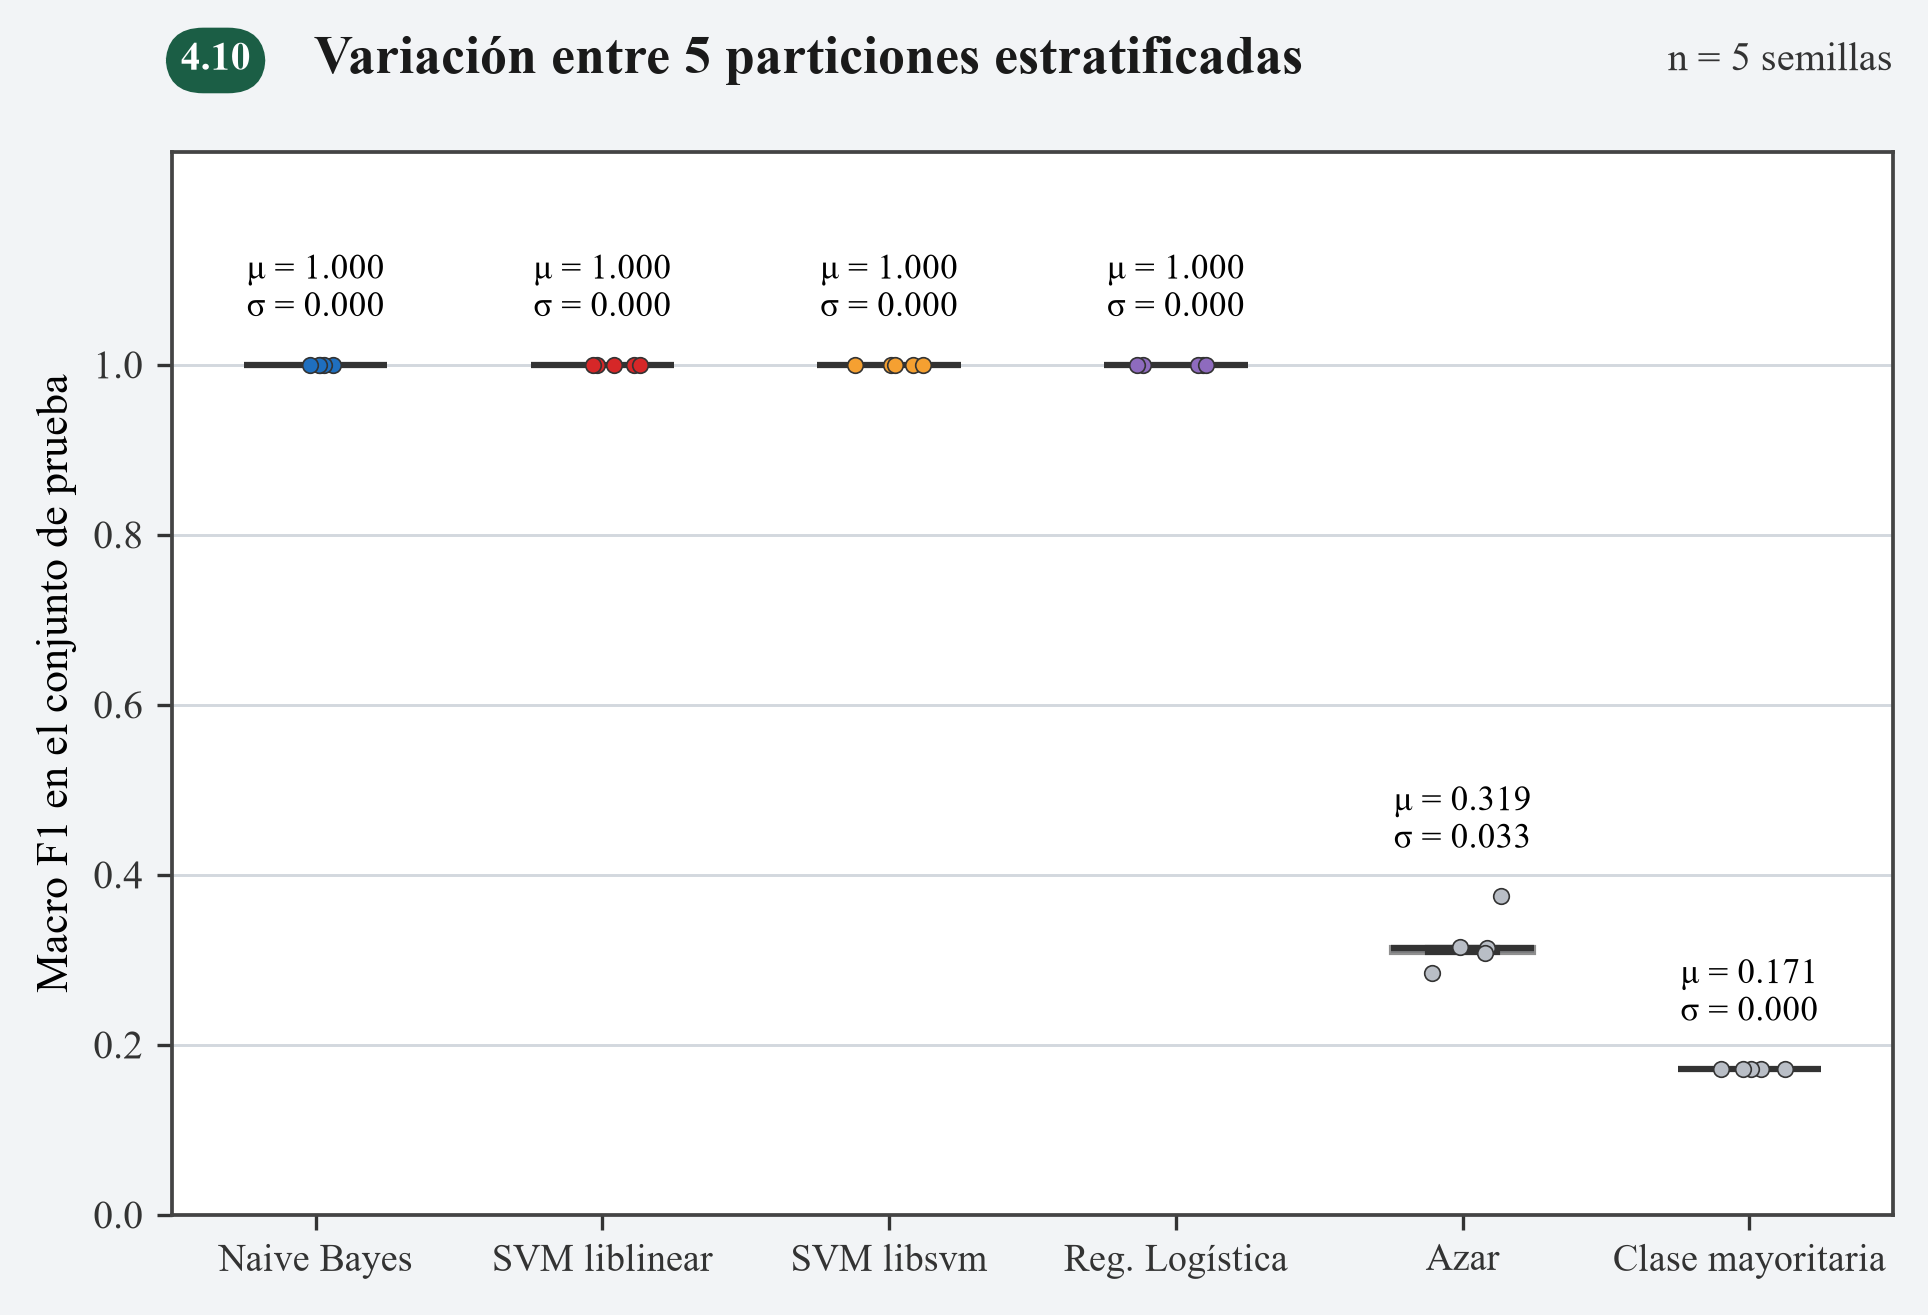 4.10 Variación entre 5 particiones estratificadas n = 5 semillas
μ = 1.000
σ = 0.000
μ = 1.000
σ = 0.000
μ = 1.000
σ = 0.000
μ = 1.000
σ = 0.000
μ = 0.319
σ = 0.033
μ = 0.171
σ = 0.000
Macro F1 en el conjunto de prueba
1.0
0.8
0.6
0.4
0.2
0.0
Naive Bayes
SVM liblinear
SVM libsvm
Reg. Logística
Azar
Clase mayoritaria